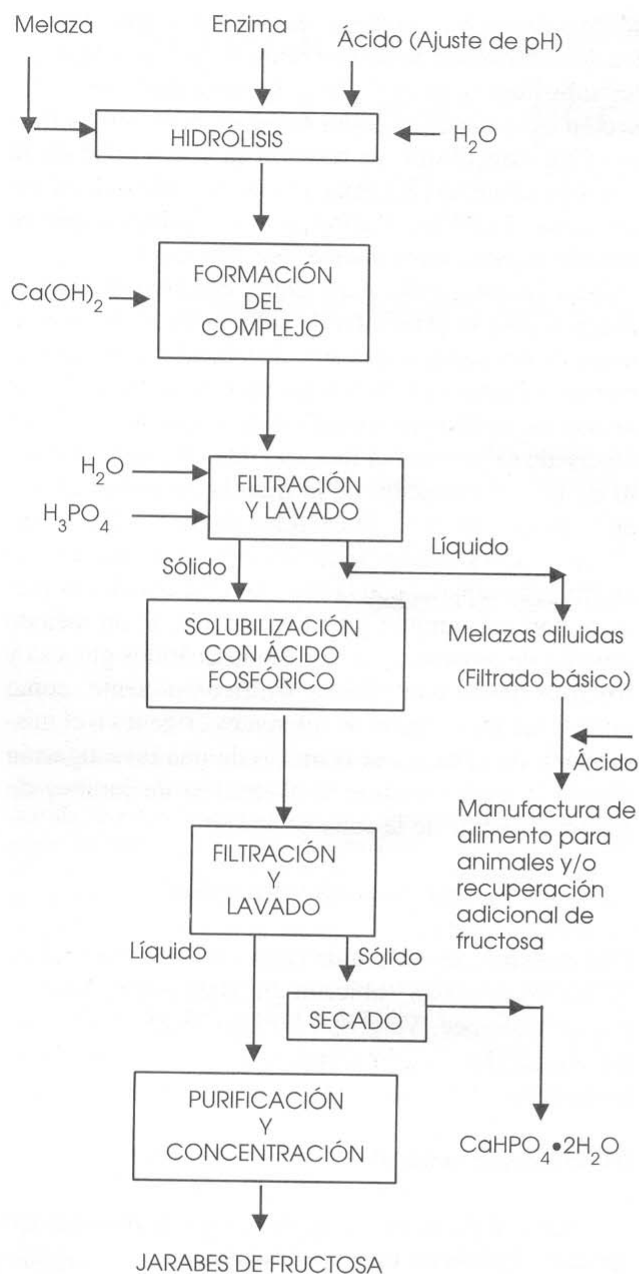 Melaza
Enzima
Ácido (Ajuste de pH)
HIDRÓLISIS
H₂O
Ca(OH)₂
FORMACIÓN
DEL
COMPLEJO
H₂O
H₃PO₄
FILTRACIÓN
Y LAVADO
Sólido
Líquido
SOLUBILIZACIÓN
CON ÁCIDO
FOSFÓRICO
Melazas diluidas
(Filtrado básico)
Ácido
Manufactura de
alimento para
animales y/o
recuperación
adicional de
fructosa
FILTRACIÓN
Y
LAVADO
Líquido
Sólido
SECADO
PURIFICACIÓN
Y
CONCENTRACIÓN
CaHPO₄•2H₂O
JARABES DE FRUCTOSA